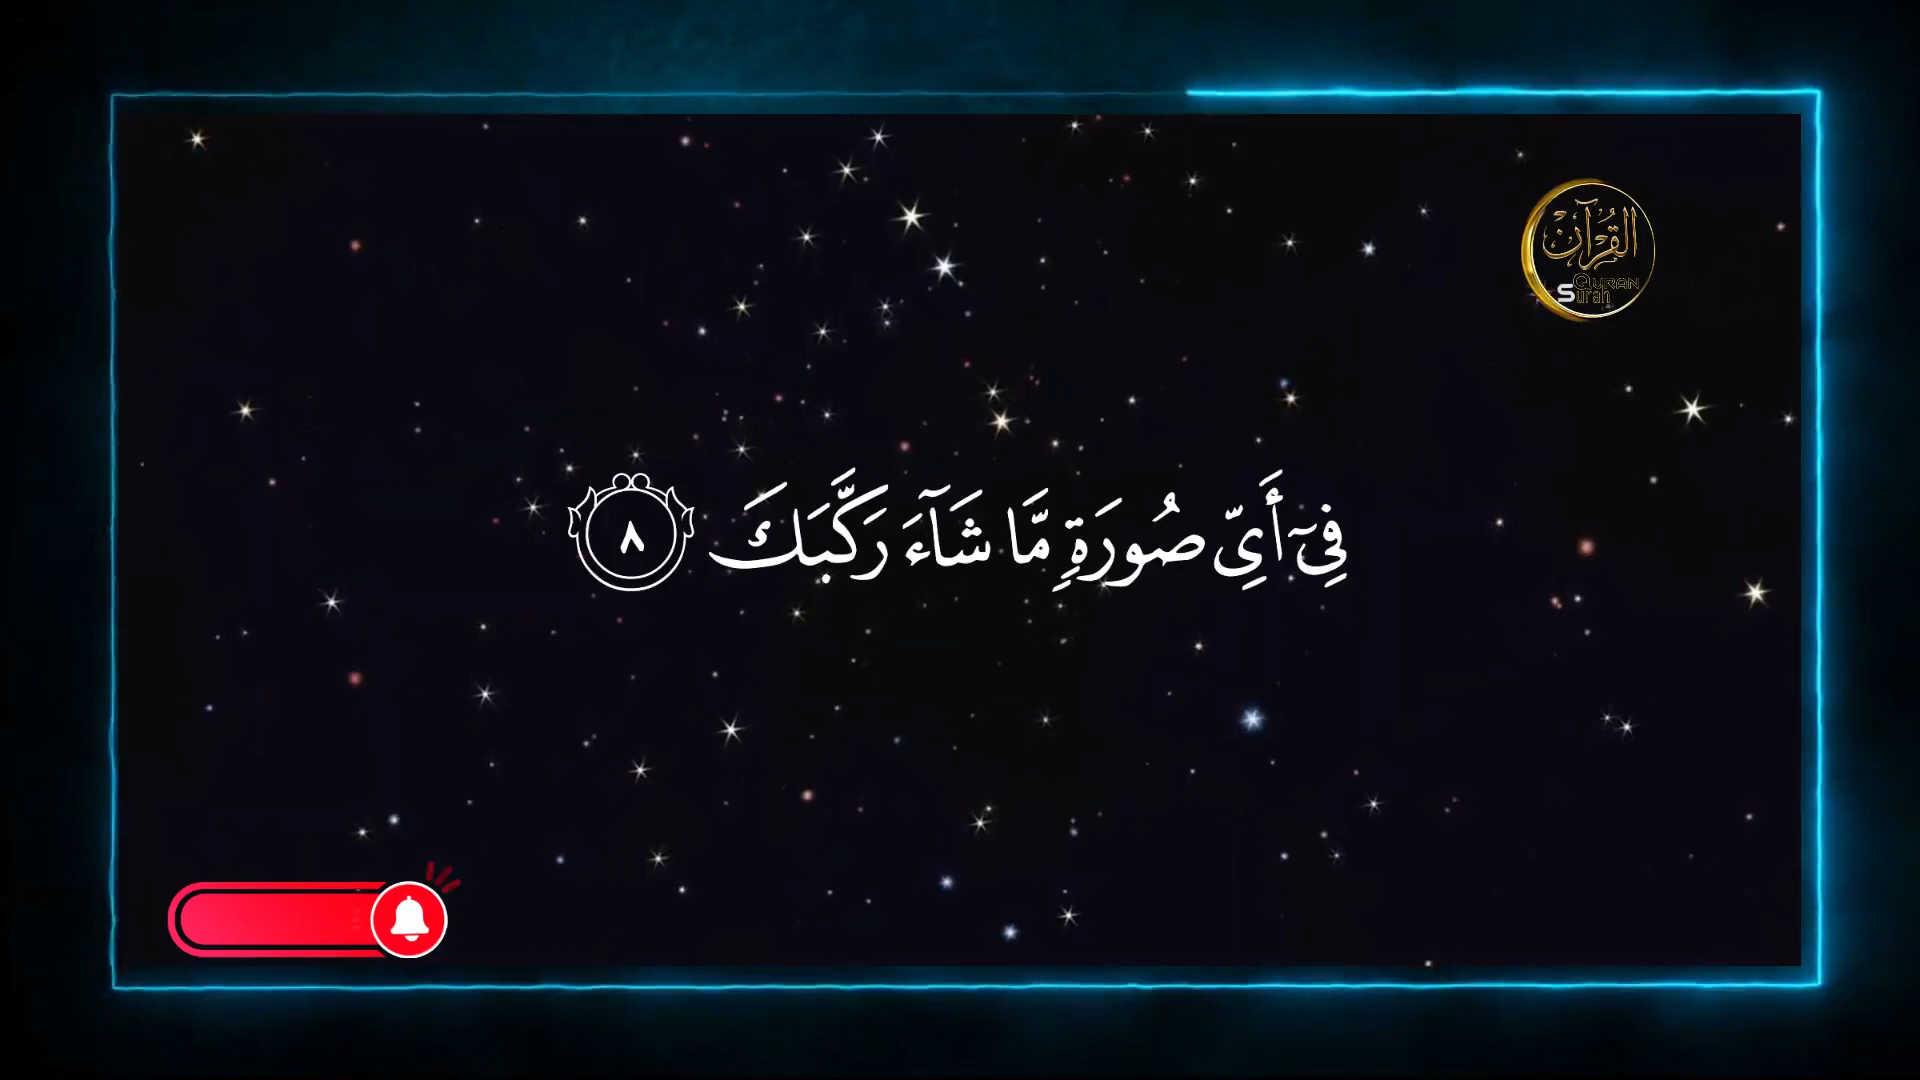 القرآن
QURAN
Surah
فِىٓ أَىِّ صُورَةٍ مَّا شَآءَ رَكَّبَكَ ٨